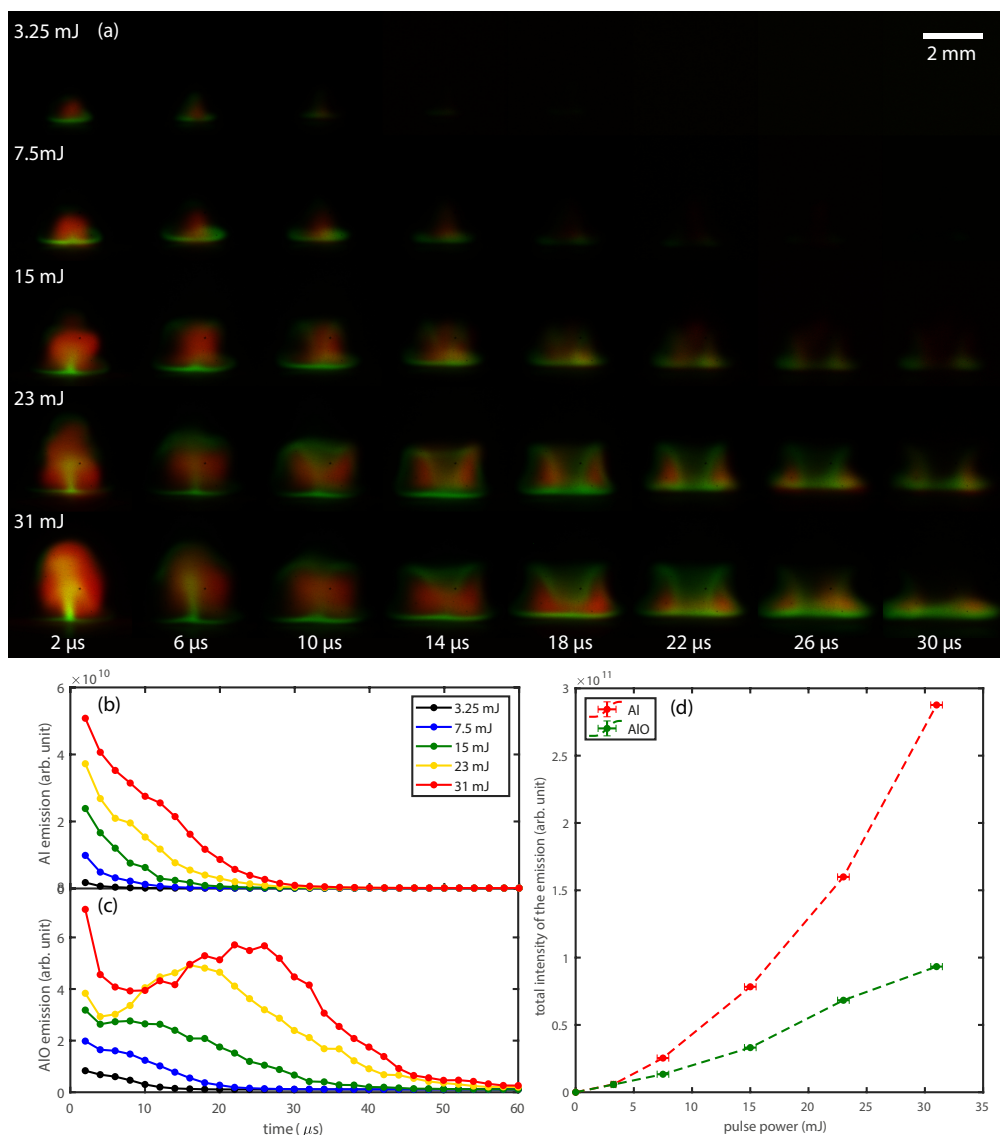 3.25 mJ (a)
2 mm
7.5mJ
15 mJ
23 mJ
31 mJ
2 µs 6 µs 10 µs 14 µs 18 µs 22 µs 26 µs 30 µs
× 10^10
(b)
6
4
2
0
Al emission (arb. unit)
3.25 mJ
7.5 mJ
15 mJ
23 mJ
31 mJ
(c)
8
6
4
2
0
AlO emission (arb. unit)
0 10 20 30 40 50 60
time ( µs)
× 10^11
(d)
3
2.5
2
1.5
1
0.5
0
total intensity of the emission (arb. unit)
Al
AlO
0 5 10 15 20 25 30 35
pulse power (mJ)